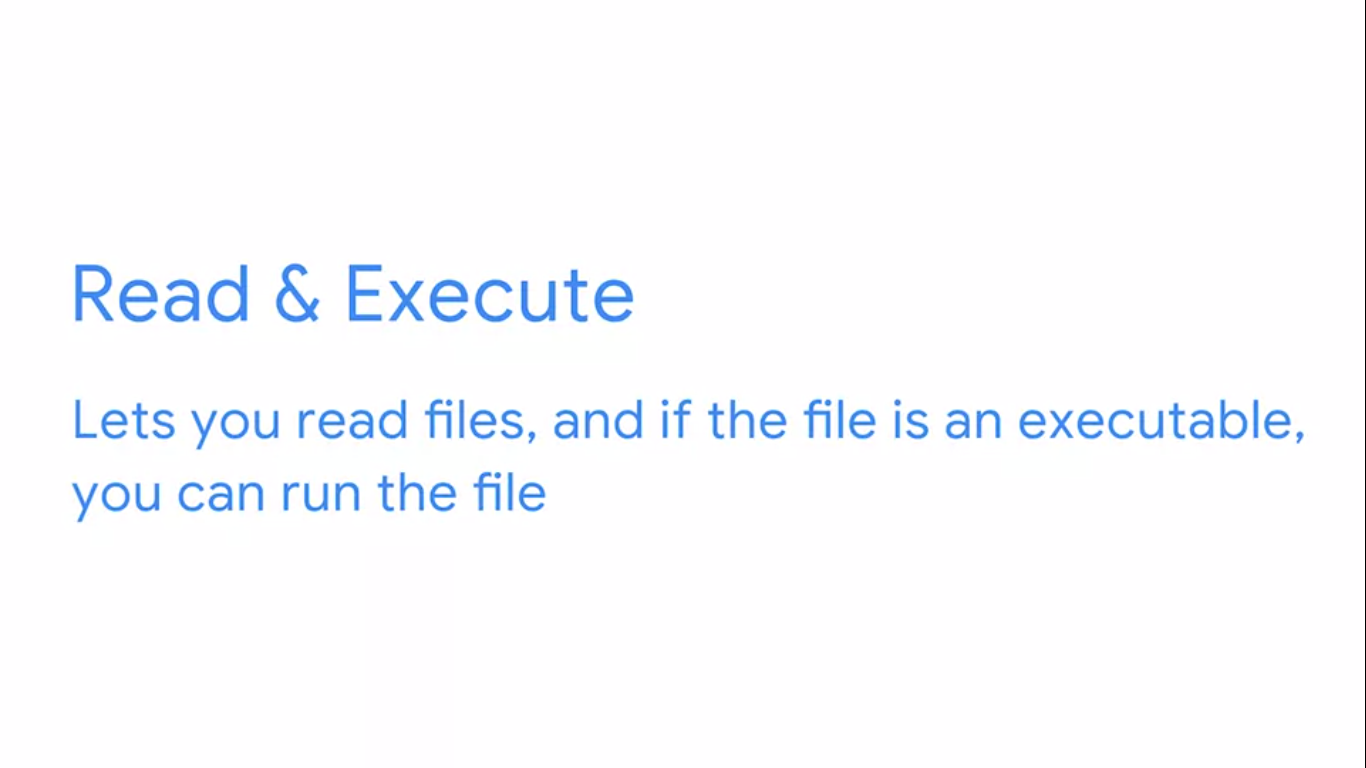 Read & Execute
Lets you read files, and if the file is an executable,
you can run the file